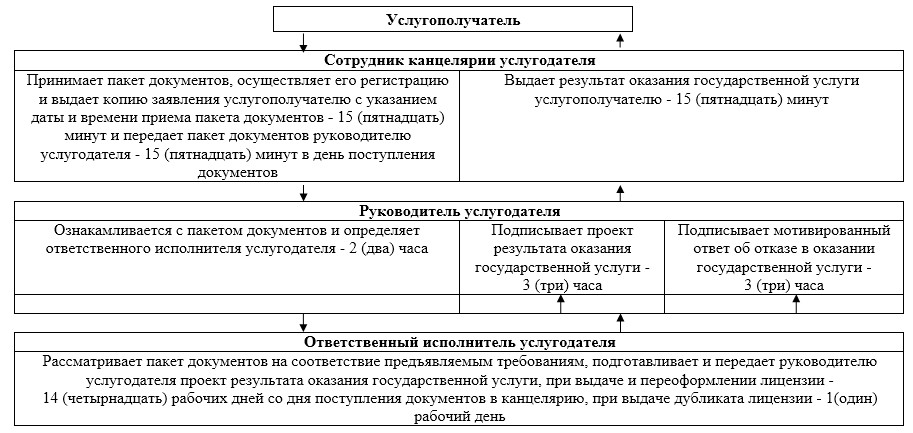 Услугополучатель
Сотрудник канцелярии услугодателя
Принимает пакет документов, осуществляет его регистрацию
и выдает копию заявления услугополучателю с указанием
даты и времени приема пакета документов - 15 (пятнадцать)
минут и передает пакет документов руководителю
услугодателя - 15 (пятнадцать) минут в день поступления
документов
Выдает результат оказания государственной услуги
услугополучателю - 15 (пятнадцать) минут
Руководитель услугодателя
Ознакамливается с пакетом документов и определяет
ответственного исполнителя услугодателя - 2 (два) часа
Подписывает проект
результата оказания
государственной услуги -
3 (три) часа
Подписывает мотивированный
ответ об отказе в оказании
государственной услуги -
3 (три) часа
Ответственный исполнитель услугодателя
Рассматривает пакет документов на соответствие предъявляемым требованиям, подготавливает и передает руководителю
услугодателя проект результата оказания государственной услуги, при выдаче и переоформлении лицензии -
14 (четырнадцать) рабочих дней со дня поступления документов в канцелярию, при выдаче дубликата лицензии - 1(один)
рабочий день